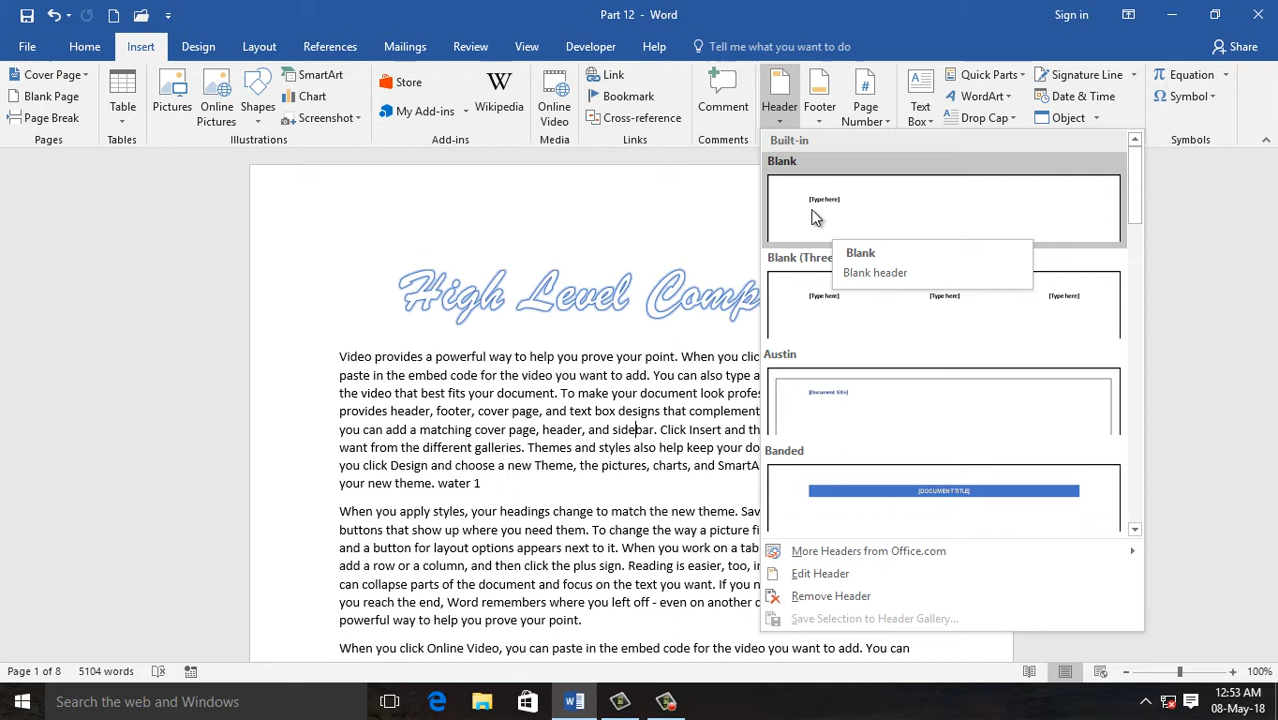 Part 12 - Word
Sign in
File Home Insert Design Layout References Mailings Review View Developer Help Tell me what you want to do Share
Cover Page
Blank Page
Page Break
Pages
Table
Tables
Pictures
Online Pictures
Shapes
SmartArt
Chart
Screenshot
Illustrations
Store
My Add-ins
Wikipedia
Add-ins
Online Video
Media
Link
Bookmark
Cross-reference
Links
Comment
Comments
Header
Footer
Page Number
Text Box
Quick Parts
WordArt
Drop Cap
Signature Line
Date & Time
Object
Equation
Symbol
Symbols
Built-in
Blank
[Type here]
Blank
Blank header
Blank (Three
[Type here] [Type here] [Type here]
Austin
[Document Title]
Banded
[DOCUMENT TITLE]
More Headers from Office.com
Edit Header
Remove Header
Save Selection to Header Gallery...
High Level Comp
Video provides a powerful way to help you prove your point. When you clic
paste in the embed code for the video you want to add. You can also type a
the video that best fits your document. To make your document look profes
provides header, footer, cover page, and text box designs that complement
you can add a matching cover page, header, and sidebar. Click Insert and th
want from the different galleries. Themes and styles also help keep your do
you click Design and choose a new Theme, the pictures, charts, and SmartA
your new theme. water 1
When you apply styles, your headings change to match the new theme. Sav
buttons that show up where you need them. To change the way a picture fi
and a button for layout options appears next to it. When you work on a tab
add a row or a column, and then click the plus sign. Reading is easier, too, in
can collapse parts of the document and focus on the text you want. If you n
you reach the end, Word remembers where you left off - even on another d
powerful way to help you prove your point.
When you click Online Video, you can paste in the embed code for the video you want to add. You can
Page 1 of 8 5104 words 100%
Search the web and Windows
12:53 AM
08-May-18